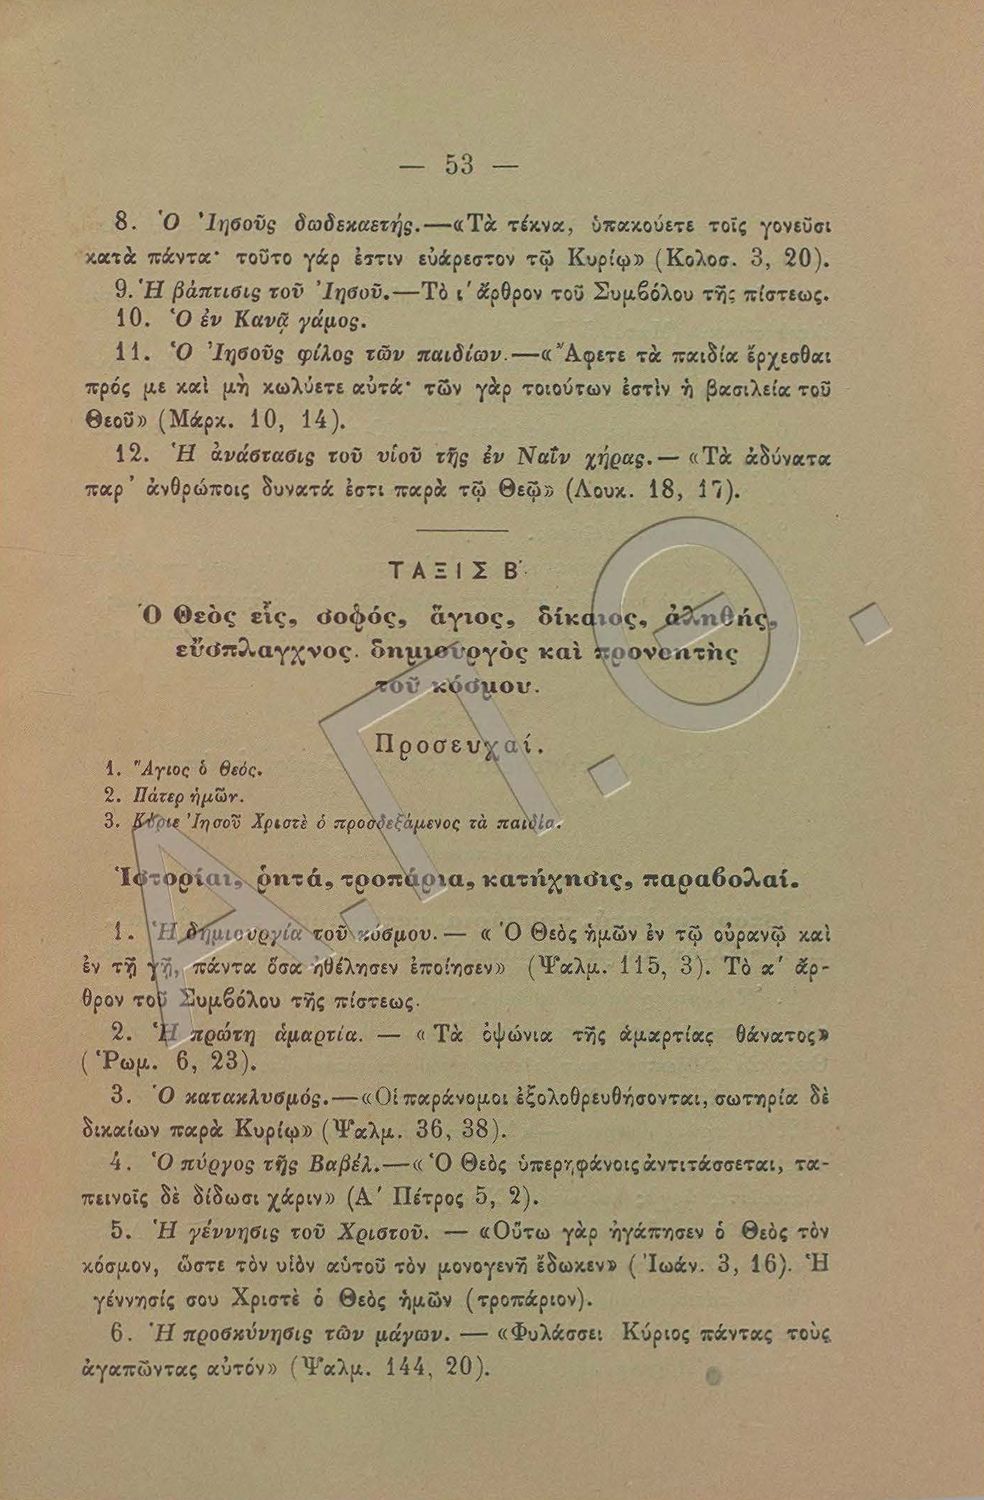 — 53 —
8. Ὁ Ἰησοῦς δωδεκαετής.—«Τὰ τέκνα, ὑπακούετε τοῖς γονεῦσι
κατὰ πάντα· τοῦτο γάρ ἐστιν εὐάρεστον τῷ Κυρίῳ» (Κολοσ. 3, 20).
9. Ἡ βάπτισις τοῦ Ἰησοῦ.—Τὸ ι΄ ἄρθρον τοῦ Συμβόλου τῆς πίστεως.
10. Ὁ ἐν Κανᾷ γάμος.
11. Ὁ Ἰησοῦς φίλος τῶν παιδίων.—«Ἄφετε τὰ παιδία ἔρχεσθαι
πρός με καὶ μὴ κωλύετε αὐτά· τῶν γὰρ τοιούτων ἐστὶν ἡ βασιλεία τοῦ
Θεοῦ» (Μάρκ. 10, 14).
12. Ἡ ἀνάστασις τοῦ υἱοῦ τῆς ἐν Ναῒν χήρας.— «Τὰ ἀδύνατα
παρ' ἀνθρώποις δυνατά ἐστι παρὰ τῷ Θεῷ» (Λουκ. 18, 17).
ΤΑΞΙΣ Β΄.
Ὁ Θεὸς εἷς, σοφός, ἅγιος, δίκαιος, ἀληθής,
εὔσπλαγχνος. δημιουργὸς καὶ προνοητὴς
τοῦ κόσμου.
Προσευχαί.
1. Ἅγιος ὁ Θεός.
2. Πάτερ ἡμῶν.
3. Κύριε Ἰησοῦ Χριστὲ ὁ προσδεξάμενος τὰ παιδία.
Ἱστορίαι, ῥητά, τροπάρια, κατήχησις, παραβολαί.
1. Ἡ δημιουργία τοῦ κόσμου.— « Ὁ Θεὸς ἡμῶν ἐν τῷ οὐρανῷ καὶ
ἐν τῇ γῇ, πάντα ὅσα ἠθέλησεν ἐποίησεν» (Ψαλμ. 115, 3). Τὸ α΄ ἄρ-
θρον τοῦ Συμβόλου τῆς πίστεως.
2. Ἡ πρώτη ἁμαρτία. — «Τὰ ὀψώνια τῆς ἁμαρτίας θάνατος»
(Ῥωμ. 6, 23).
3. Ὁ κατακλυσμός.—«Οἱ παράνομοι ἐξολοθρευθήσονται, σωτηρία δὲ
δικαίων παρὰ Κυρίῳ» (Ψαλμ. 36, 38).
4. Ὁ πύργος τῆς Βαβέλ.—«Ὁ Θεὸς ὑπερηφάνοις ἀντιτάσσεται, τα-
πεινοῖς δὲ δίδωσι χάριν» (Α΄ Πέτρος 5, 2).
5. Ἡ γέννησις τοῦ Χριστοῦ. — «Οὕτω γὰρ ἠγάπησεν ὁ Θεὸς τὸν
κόσμον, ὥστε τὸν υἱὸν αὐτοῦ τὸν μονογενῆ ἔδωκεν» (Ἰωάν. 3, 16). Ἡ
γέννησίς σου Χριστὲ ὁ Θεὸς ἡμῶν (τροπάριον).
6. Ἡ προσκύνησις τῶν μάγων. — «Φυλάσσει Κύριος πάντας τοὺς
ἀγαπῶντας αὐτόν» (Ψαλμ. 144, 20).
Α.Π.Θ.